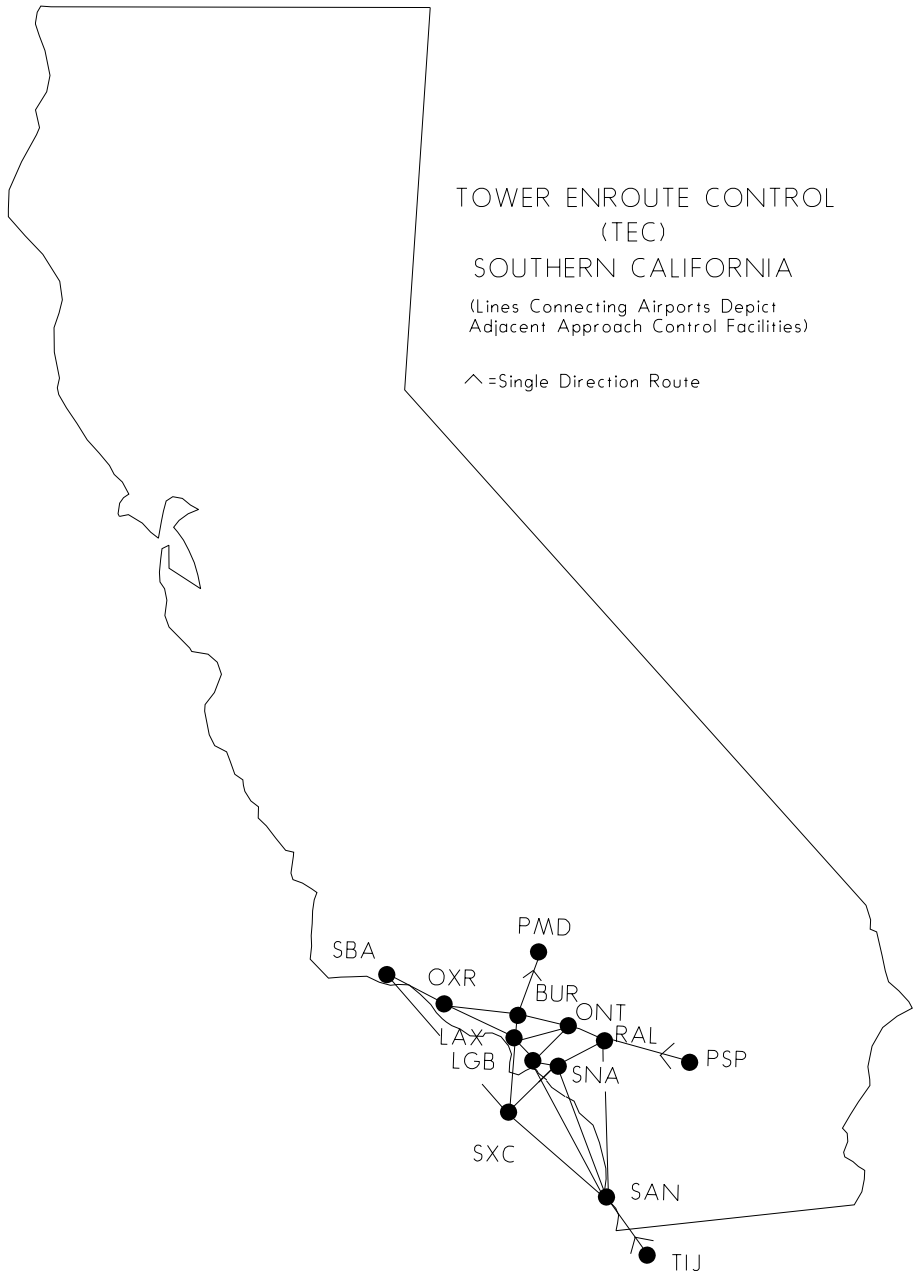 TOWER ENROUTE CONTROL
(TEC)
SOUTHERN CALIFORNIA
(Lines Connecting Airports Depict
Adjacent Approach Control Facilities)
^ =Single Direction Route
PMD
SBA
OXR
BUR
ONT
LAX
RAL
LGB
PSP
SNA
SXC
SAN
TIJ